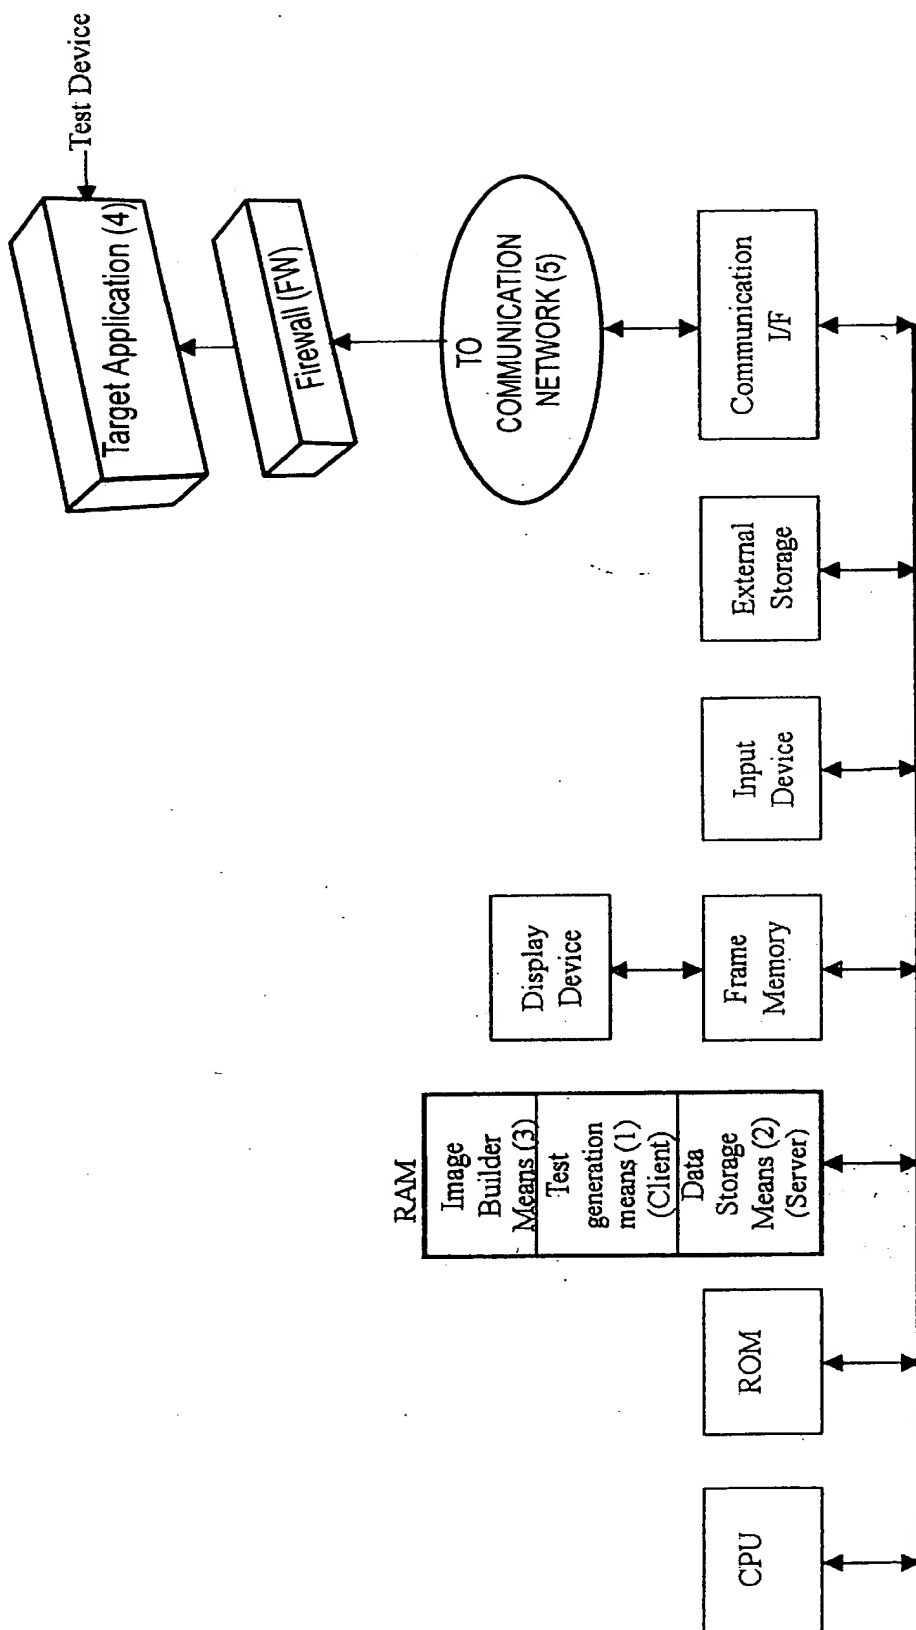 Test Device
Target Application (4)
Firewall (FW)
TO
COMMUNICATION
NETWORK (5)
Communication
I/F
External
Storage
Input
Device
Display
Device
Frame
Memory
RAM
Image
Builder
Means (3)
Test
generation
means (1)
(Client)
Data
Storage
Means (2)
(Server)
ROM
CPU